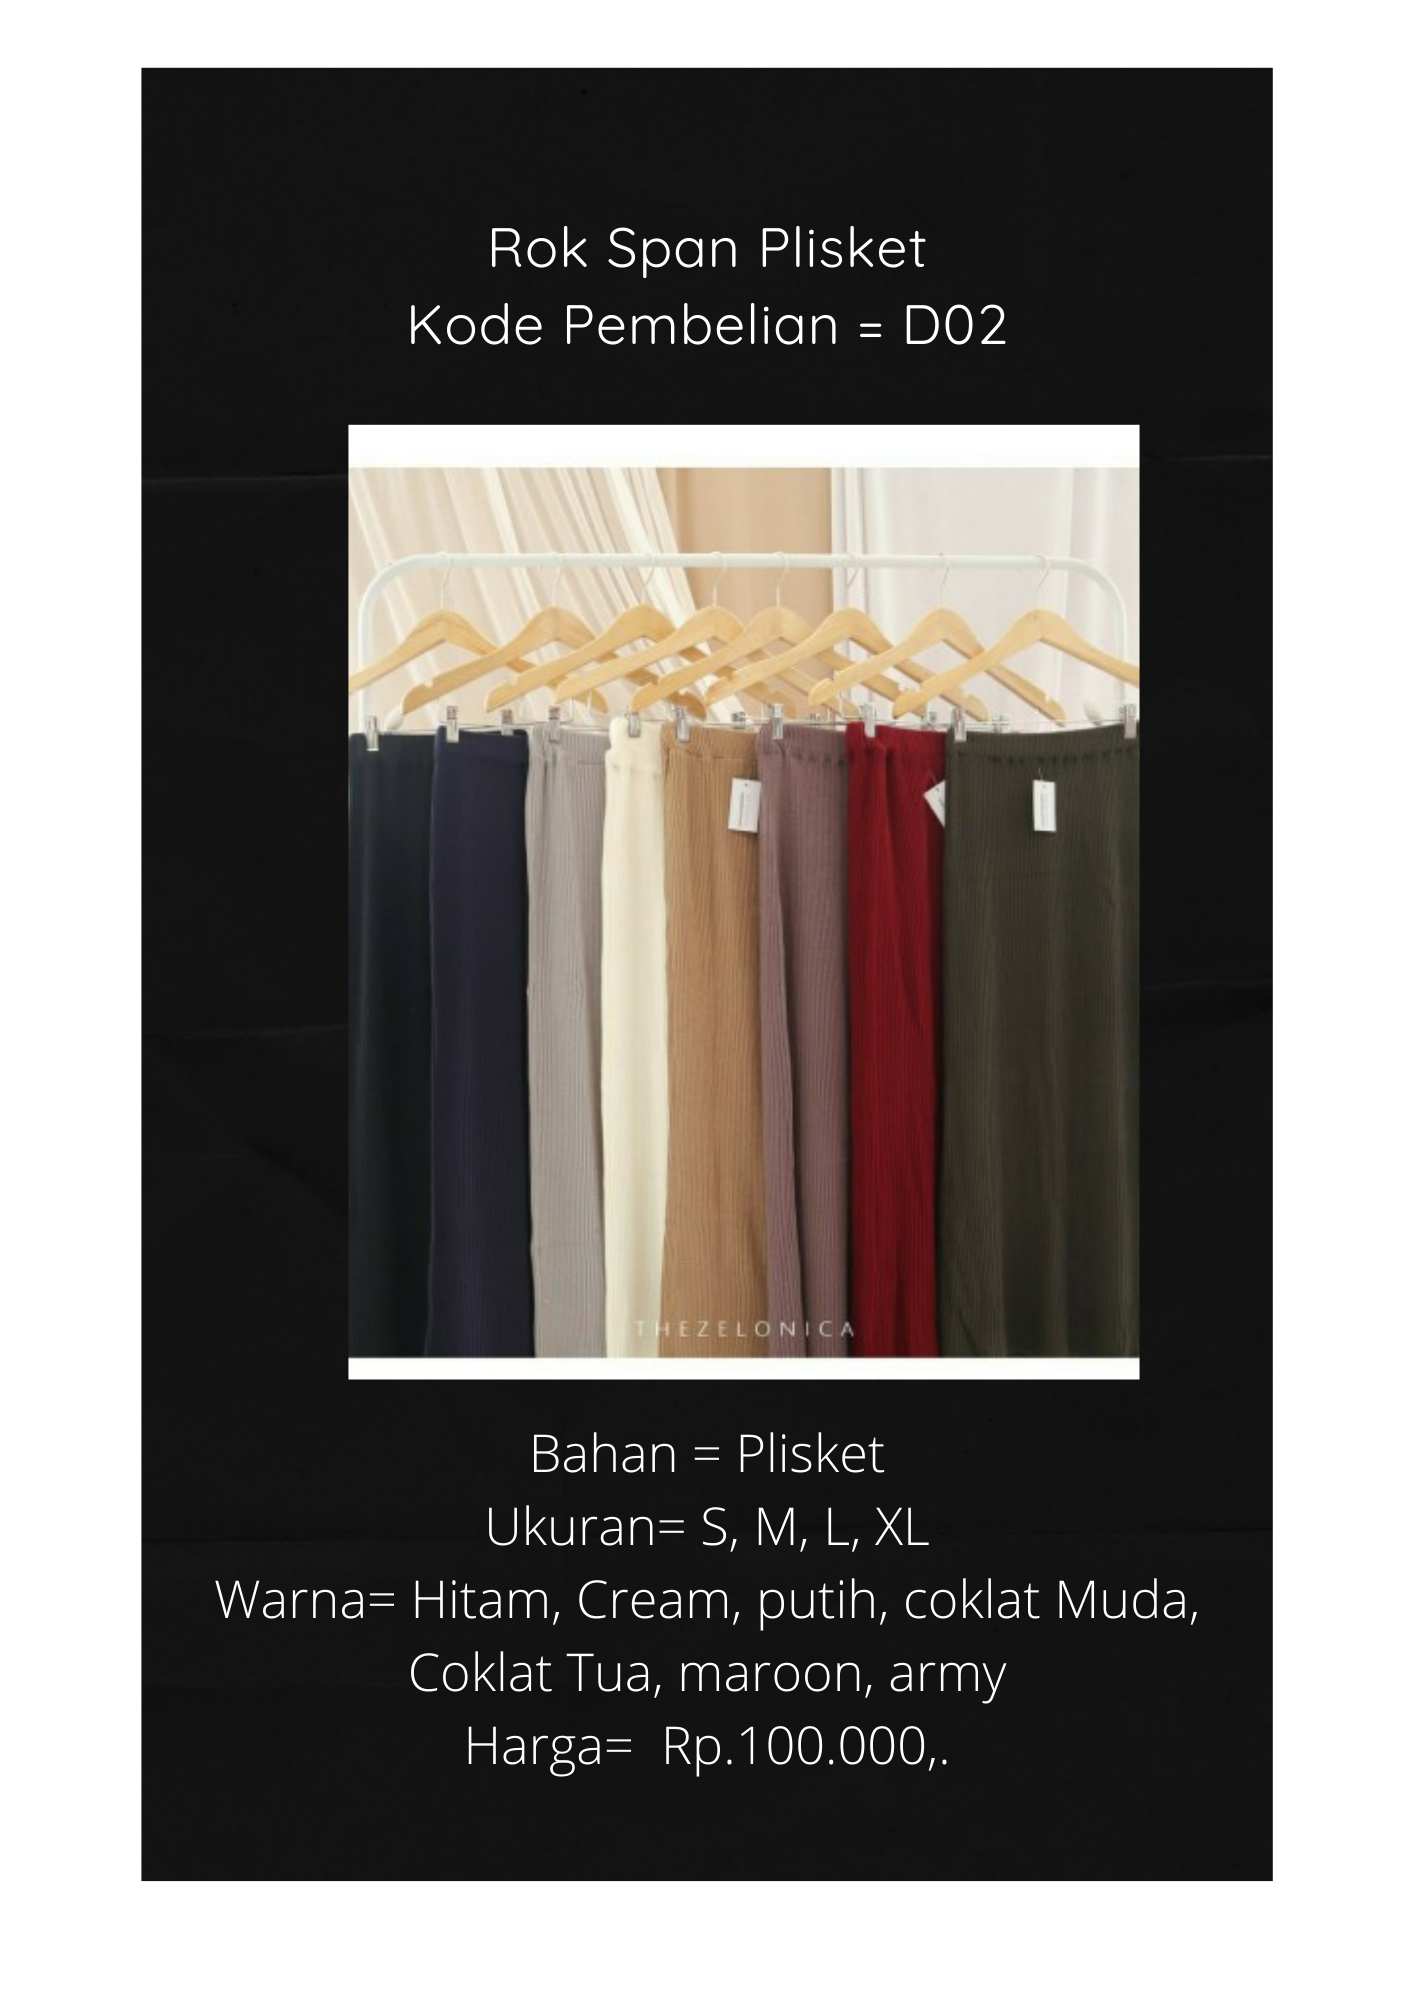 Rok Span Plisket
Kode Pembelian = D02
THEZELONICA
Bahan = Plisket
Ukuran= S, M, L, XL
Warna= Hitam, Cream, putih, coklat Muda,
Coklat Tua, maroon, army
Harga=  Rp.100.000,.